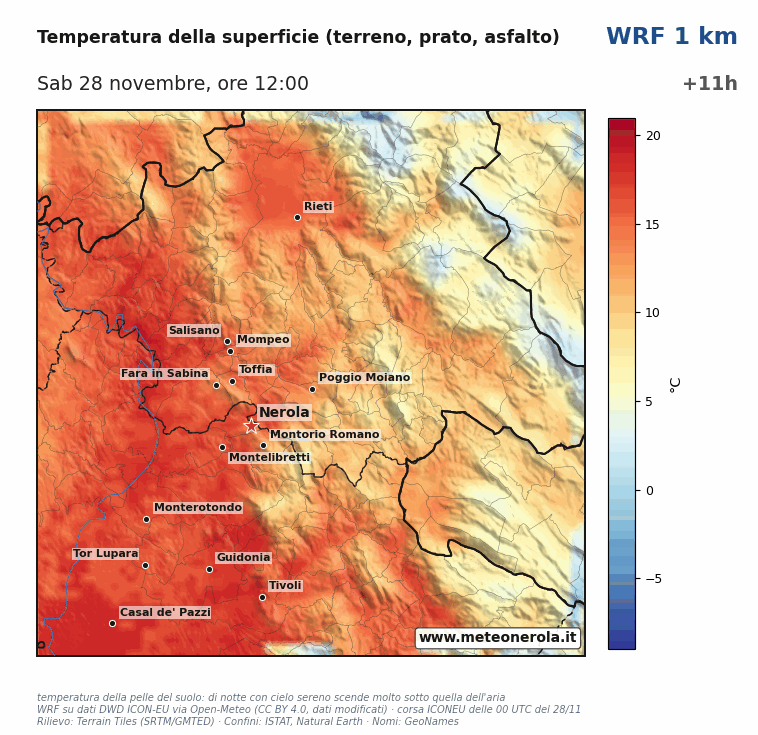 Temperatura della superficie (terreno, prato, asfalto)
WRF 1 km
Sab 28 novembre, ore 12:00
+11h
Rieti
Salisano
Mompeo
Fara in Sabina
Toffia
Poggio Moiano
Nerola
Montorio Romano
Montelibretti
Monterotondo
Tor Lupara
Guidonia
Tivoli
Casal de' Pazzi
www.meteonerola.it
20
15
10
5
0
−5
°C
temperatura della pelle del suolo: di notte con cielo sereno scende molto sotto quella dell'aria
WRF su dati DWD ICON-EU via Open-Meteo (CC BY 4.0, dati modificati) · corsa ICONEU delle 00 UTC del 28/11
Rilievo: Terrain Tiles (SRTM/GMTED) · Confini: ISTAT, Natural Earth · Nomi: GeoNames